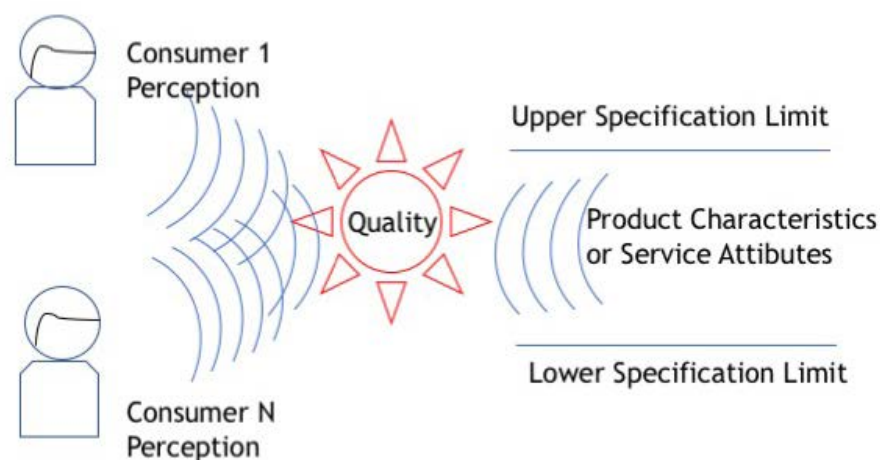 Consumer 1
Perception
Upper Specification Limit
Quality
Product Characteristics
or Service Attibutes
Lower Specification Limit
Consumer N
Perception